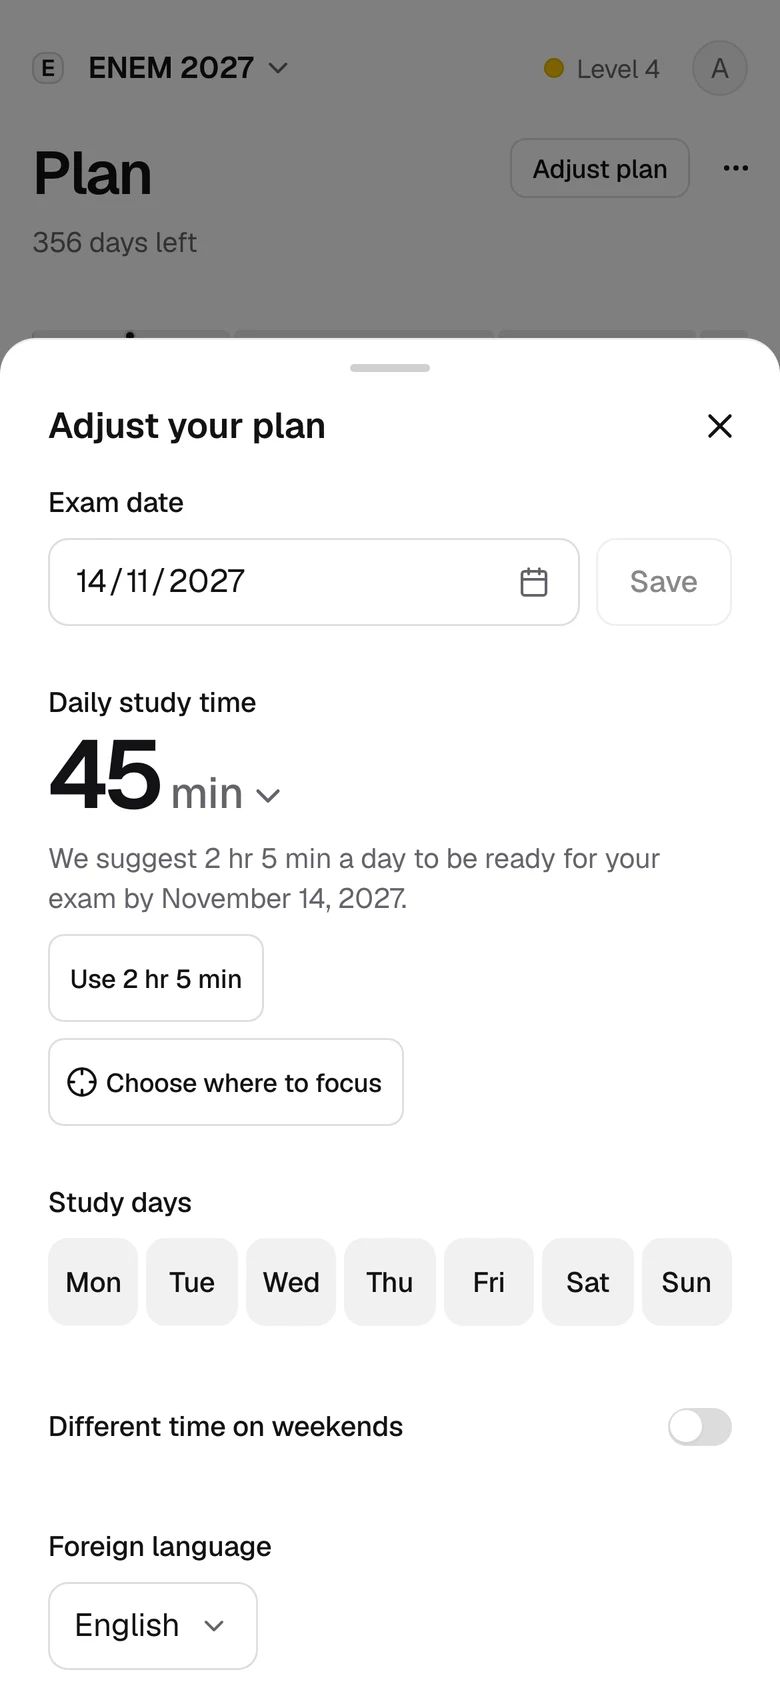 E ENEM 2027
Level 4
A
Plan
Adjust plan
356 days left
Adjust your plan
Exam date
14/11/2027
Save
Daily study time
45 min
We suggest 2 hr 5 min a day to be ready for your
exam by November 14, 2027.
Use 2 hr 5 min
Choose where to focus
Study days
Mon Tue Wed Thu Fri Sat Sun
Different time on weekends
Foreign language
English